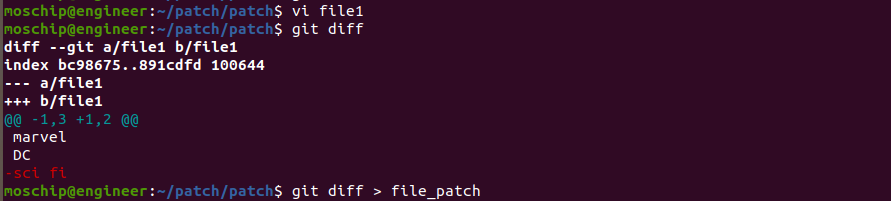 moschip@engineer:~/patch/patch$ vi file1
moschip@engineer:~/patch/patch$ git diff
diff --git a/file1 b/file1
index bc98675..891cdfd 100644
--- a/file1
+++ b/file1
@@ -1,3 +1,2 @@
 marvel
 DC
-sci fi
moschip@engineer:~/patch/patch$ git diff > file_patch